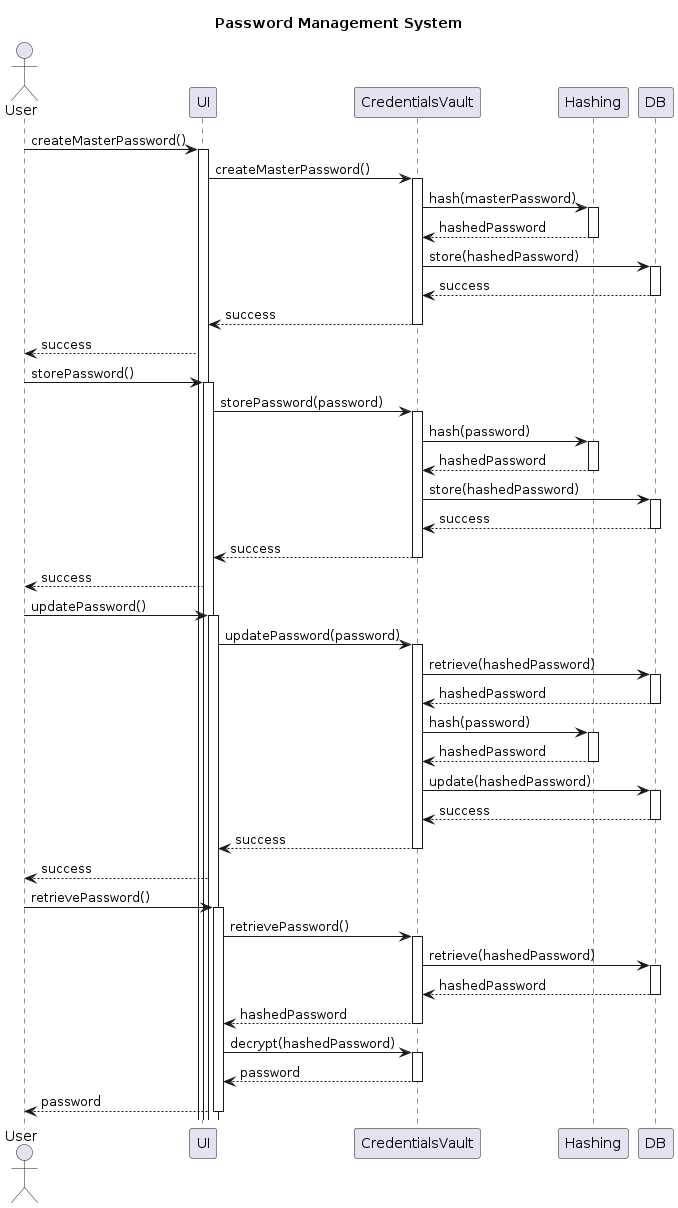 Password Management System
User
UI
CredentialsVault
Hashing
DB
createMasterPassword()
createMasterPassword()
hash(masterPassword)
hashedPassword
store(hashedPassword)
success
success
success
storePassword()
storePassword(password)
hash(password)
hashedPassword
store(hashedPassword)
success
success
success
updatePassword()
updatePassword(password)
retrieve(hashedPassword)
hashedPassword
hash(password)
hashedPassword
update(hashedPassword)
success
success
success
retrievePassword()
retrievePassword()
retrieve(hashedPassword)
hashedPassword
hashedPassword
decrypt(hashedPassword)
password
password
User
UI
CredentialsVault
Hashing
DB